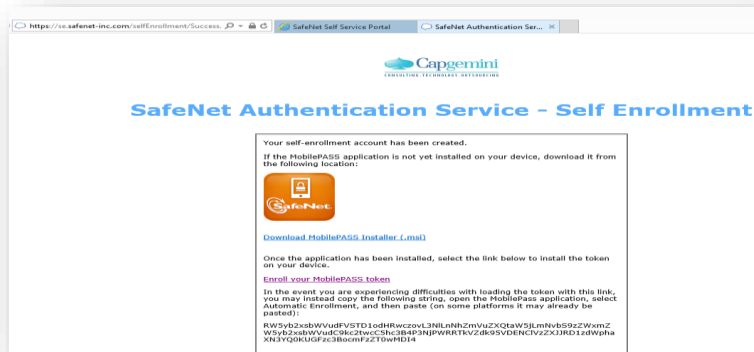 https://se.safenet-inc.com/selfEnrollment/Success.
SafeNet Self Service Portal
SafeNet Authentication Ser...
Capgemini
CONSULTING.TECHNOLOGY.OUTSOURCING
SafeNet Authentication Service - Self Enrollment
Your self-enrollment account has been created.
If the MobilePASS application is not yet installed on your device, download it from
the following location:
SafeNet.
Download MobilePASS Installer (.msi)
Once the application has been installed, select the link below to install the token
on your device.
Enroll your MobilePASS token
In the event you are experiencing difficulties with loading the token with this link,
you may instead copy the following string, open the MobilePass application, select
Automatic Enrollment, and then paste (on some platforms it may already be
pasted):